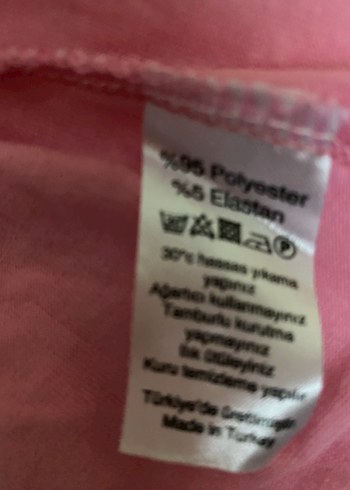 %95 Polyester
%5 Elastan
30°c hassas yıkama
yapınız
Ağartıcı kullanmayınız
Tamburlu kurutma
yapmayınız
Ilık ütüleyiniz
Kuru temizleme yapılır
Türkiye'de üretilmiştir
Made in Turkey